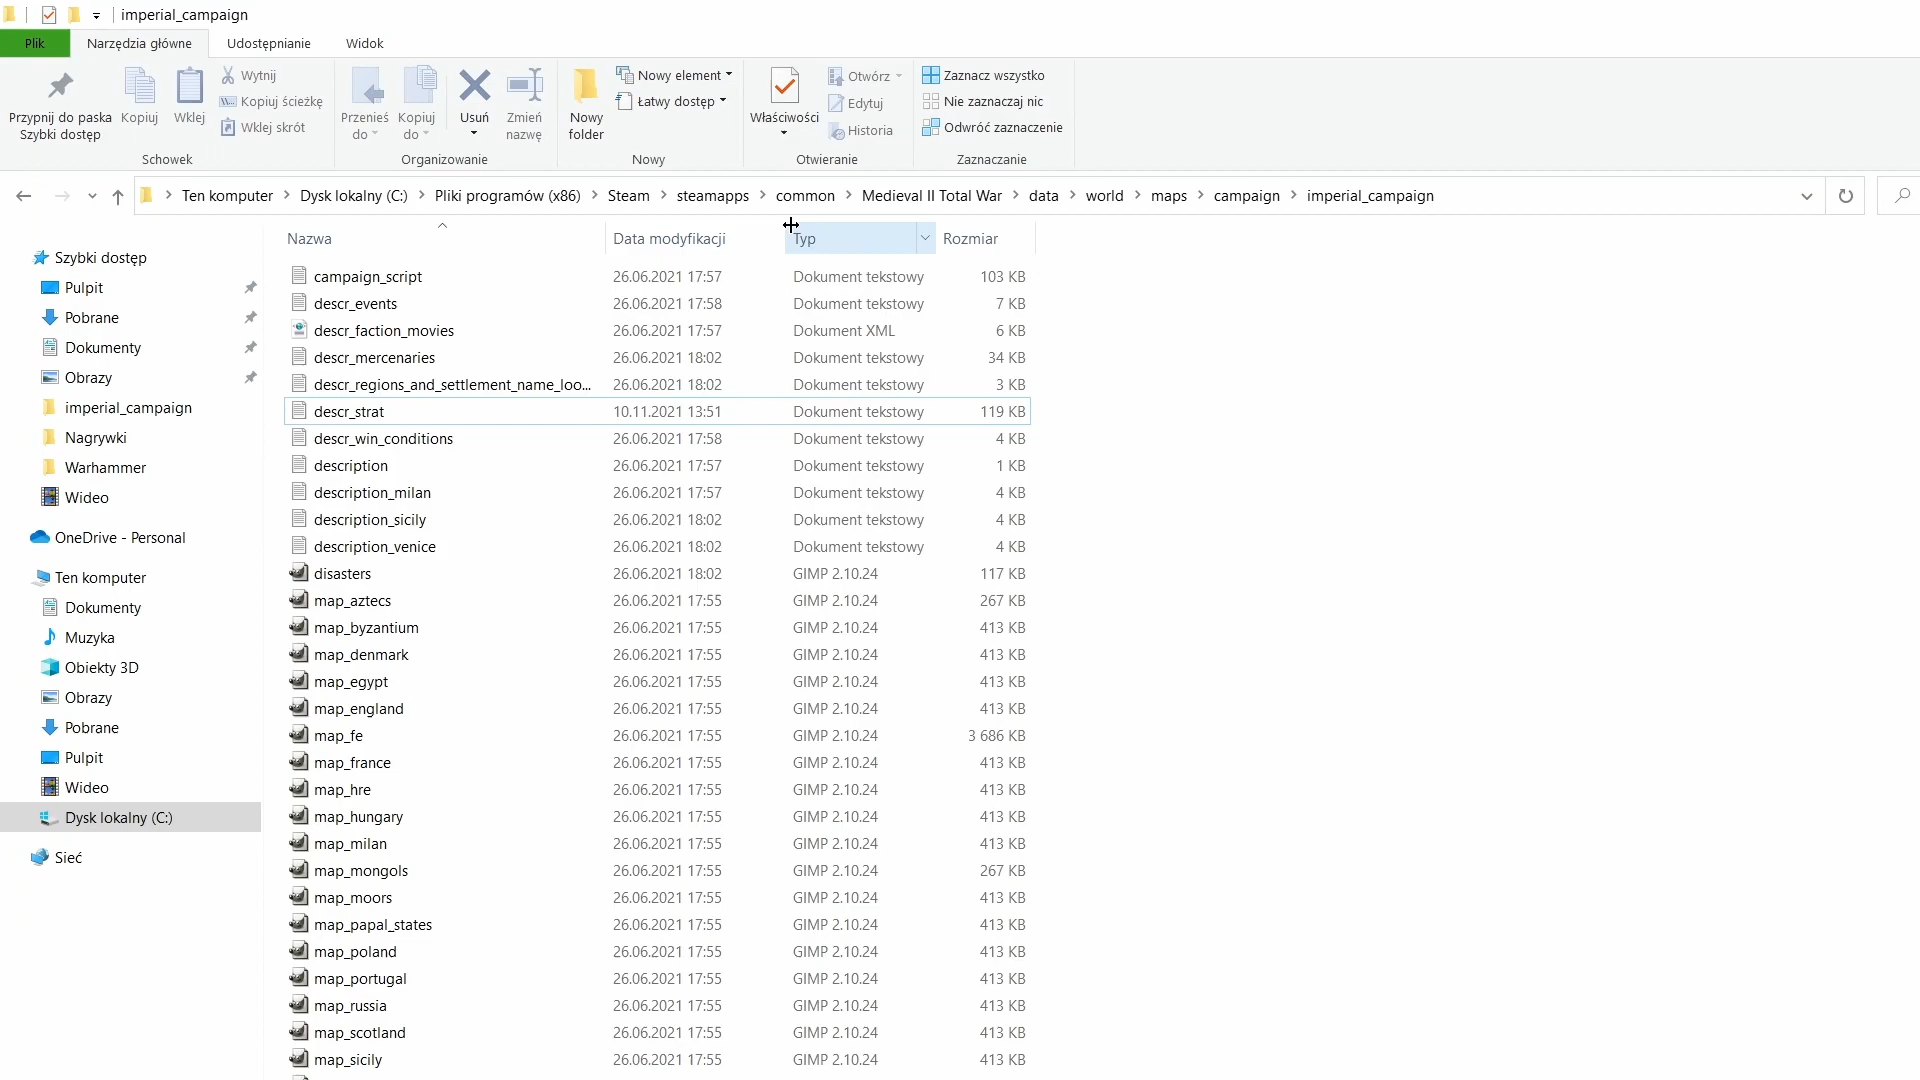 imperial_campaign
Plik Narzędzia główne Udostępnianie Widok
Przypnij do paska Szybki dostęp
Kopiuj
Wklej
Wytnij
Kopiuj ścieżkę
Wklej skrót
Schowek
Przenieś do
Kopiuj do
Usuń
Zmień nazwę
Organizowanie
Nowy folder
Nowy element
Łatwy dostęp
Nowy
Właściwości
Otwórz
Edytuj
Historia
Otwieranie
Zaznacz wszystko
Nie zaznaczaj nic
Odwróć zaznaczenie
Zaznaczanie
Ten komputer > Dysk lokalny (C:) > Pliki programów (x86) > Steam > steamapps > common > Medieval II Total War > data > world > maps > campaign > imperial_campaign
Szybki dostęp
Pulpit
Pobrane
Dokumenty
Obrazy
imperial_campaign
Nagrywki
Warhammer
Wideo
OneDrive - Personal
Ten komputer
Dokumenty
Muzyka
Obiekty 3D
Obrazy
Pobrane
Pulpit
Wideo
Dysk lokalny (C:)
Sieć
Nazwa Data modyfikacji Typ Rozmiar
campaign_script 26.06.2021 17:57 Dokument tekstowy 103 KB
descr_events 26.06.2021 17:58 Dokument tekstowy 7 KB
descr_faction_movies 26.06.2021 17:57 Dokument XML 6 KB
descr_mercenaries 26.06.2021 18:02 Dokument tekstowy 34 KB
descr_regions_and_settlement_name_loo... 26.06.2021 18:02 Dokument tekstowy 3 KB
descr_strat 10.11.2021 13:51 Dokument tekstowy 119 KB
descr_win_conditions 26.06.2021 17:58 Dokument tekstowy 4 KB
description 26.06.2021 17:57 Dokument tekstowy 1 KB
description_milan 26.06.2021 17:57 Dokument tekstowy 4 KB
description_sicily 26.06.2021 18:02 Dokument tekstowy 4 KB
description_venice 26.06.2021 18:02 Dokument tekstowy 4 KB
disasters 26.06.2021 18:02 GIMP 2.10.24 117 KB
map_aztecs 26.06.2021 17:55 GIMP 2.10.24 267 KB
map_byzantium 26.06.2021 17:55 GIMP 2.10.24 413 KB
map_denmark 26.06.2021 17:55 GIMP 2.10.24 413 KB
map_egypt 26.06.2021 17:55 GIMP 2.10.24 413 KB
map_england 26.06.2021 17:55 GIMP 2.10.24 413 KB
map_fe 26.06.2021 17:55 GIMP 2.10.24 3 686 KB
map_france 26.06.2021 17:55 GIMP 2.10.24 413 KB
map_hre 26.06.2021 17:55 GIMP 2.10.24 413 KB
map_hungary 26.06.2021 17:55 GIMP 2.10.24 413 KB
map_milan 26.06.2021 17:55 GIMP 2.10.24 413 KB
map_mongols 26.06.2021 17:55 GIMP 2.10.24 267 KB
map_moors 26.06.2021 17:55 GIMP 2.10.24 413 KB
map_papal_states 26.06.2021 17:55 GIMP 2.10.24 413 KB
map_poland 26.06.2021 17:55 GIMP 2.10.24 413 KB
map_portugal 26.06.2021 17:55 GIMP 2.10.24 413 KB
map_russia 26.06.2021 17:55 GIMP 2.10.24 413 KB
map_scotland 26.06.2021 17:55 GIMP 2.10.24 413 KB
map_sicily 26.06.2021 17:55 GIMP 2.10.24 413 KB